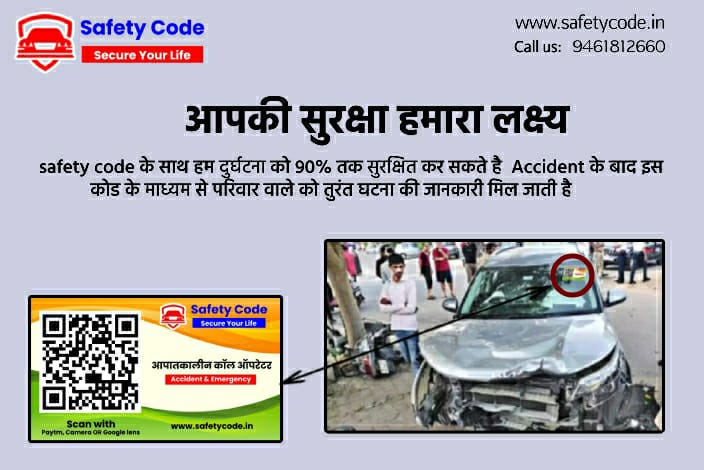 Safety Code
Secure Your Life
www.safetycode.in
Call us: 9461812660
आपकी सुरक्षा हमारा लक्ष्य
safety code के साथ हम दुर्घटना को 90% तक सुरक्षित कर सकते है Accident के बाद इस
कोड के माध्यम से परिवार वाले को तुरंत घटना की जानकारी मिल जाती है
Safety Code
Secure Your Life
आपातकालीन कॉल ऑपरेटर
Accident & Emergency
Scan with
Paytm, Camera OR Google lens
www.safetycode.in